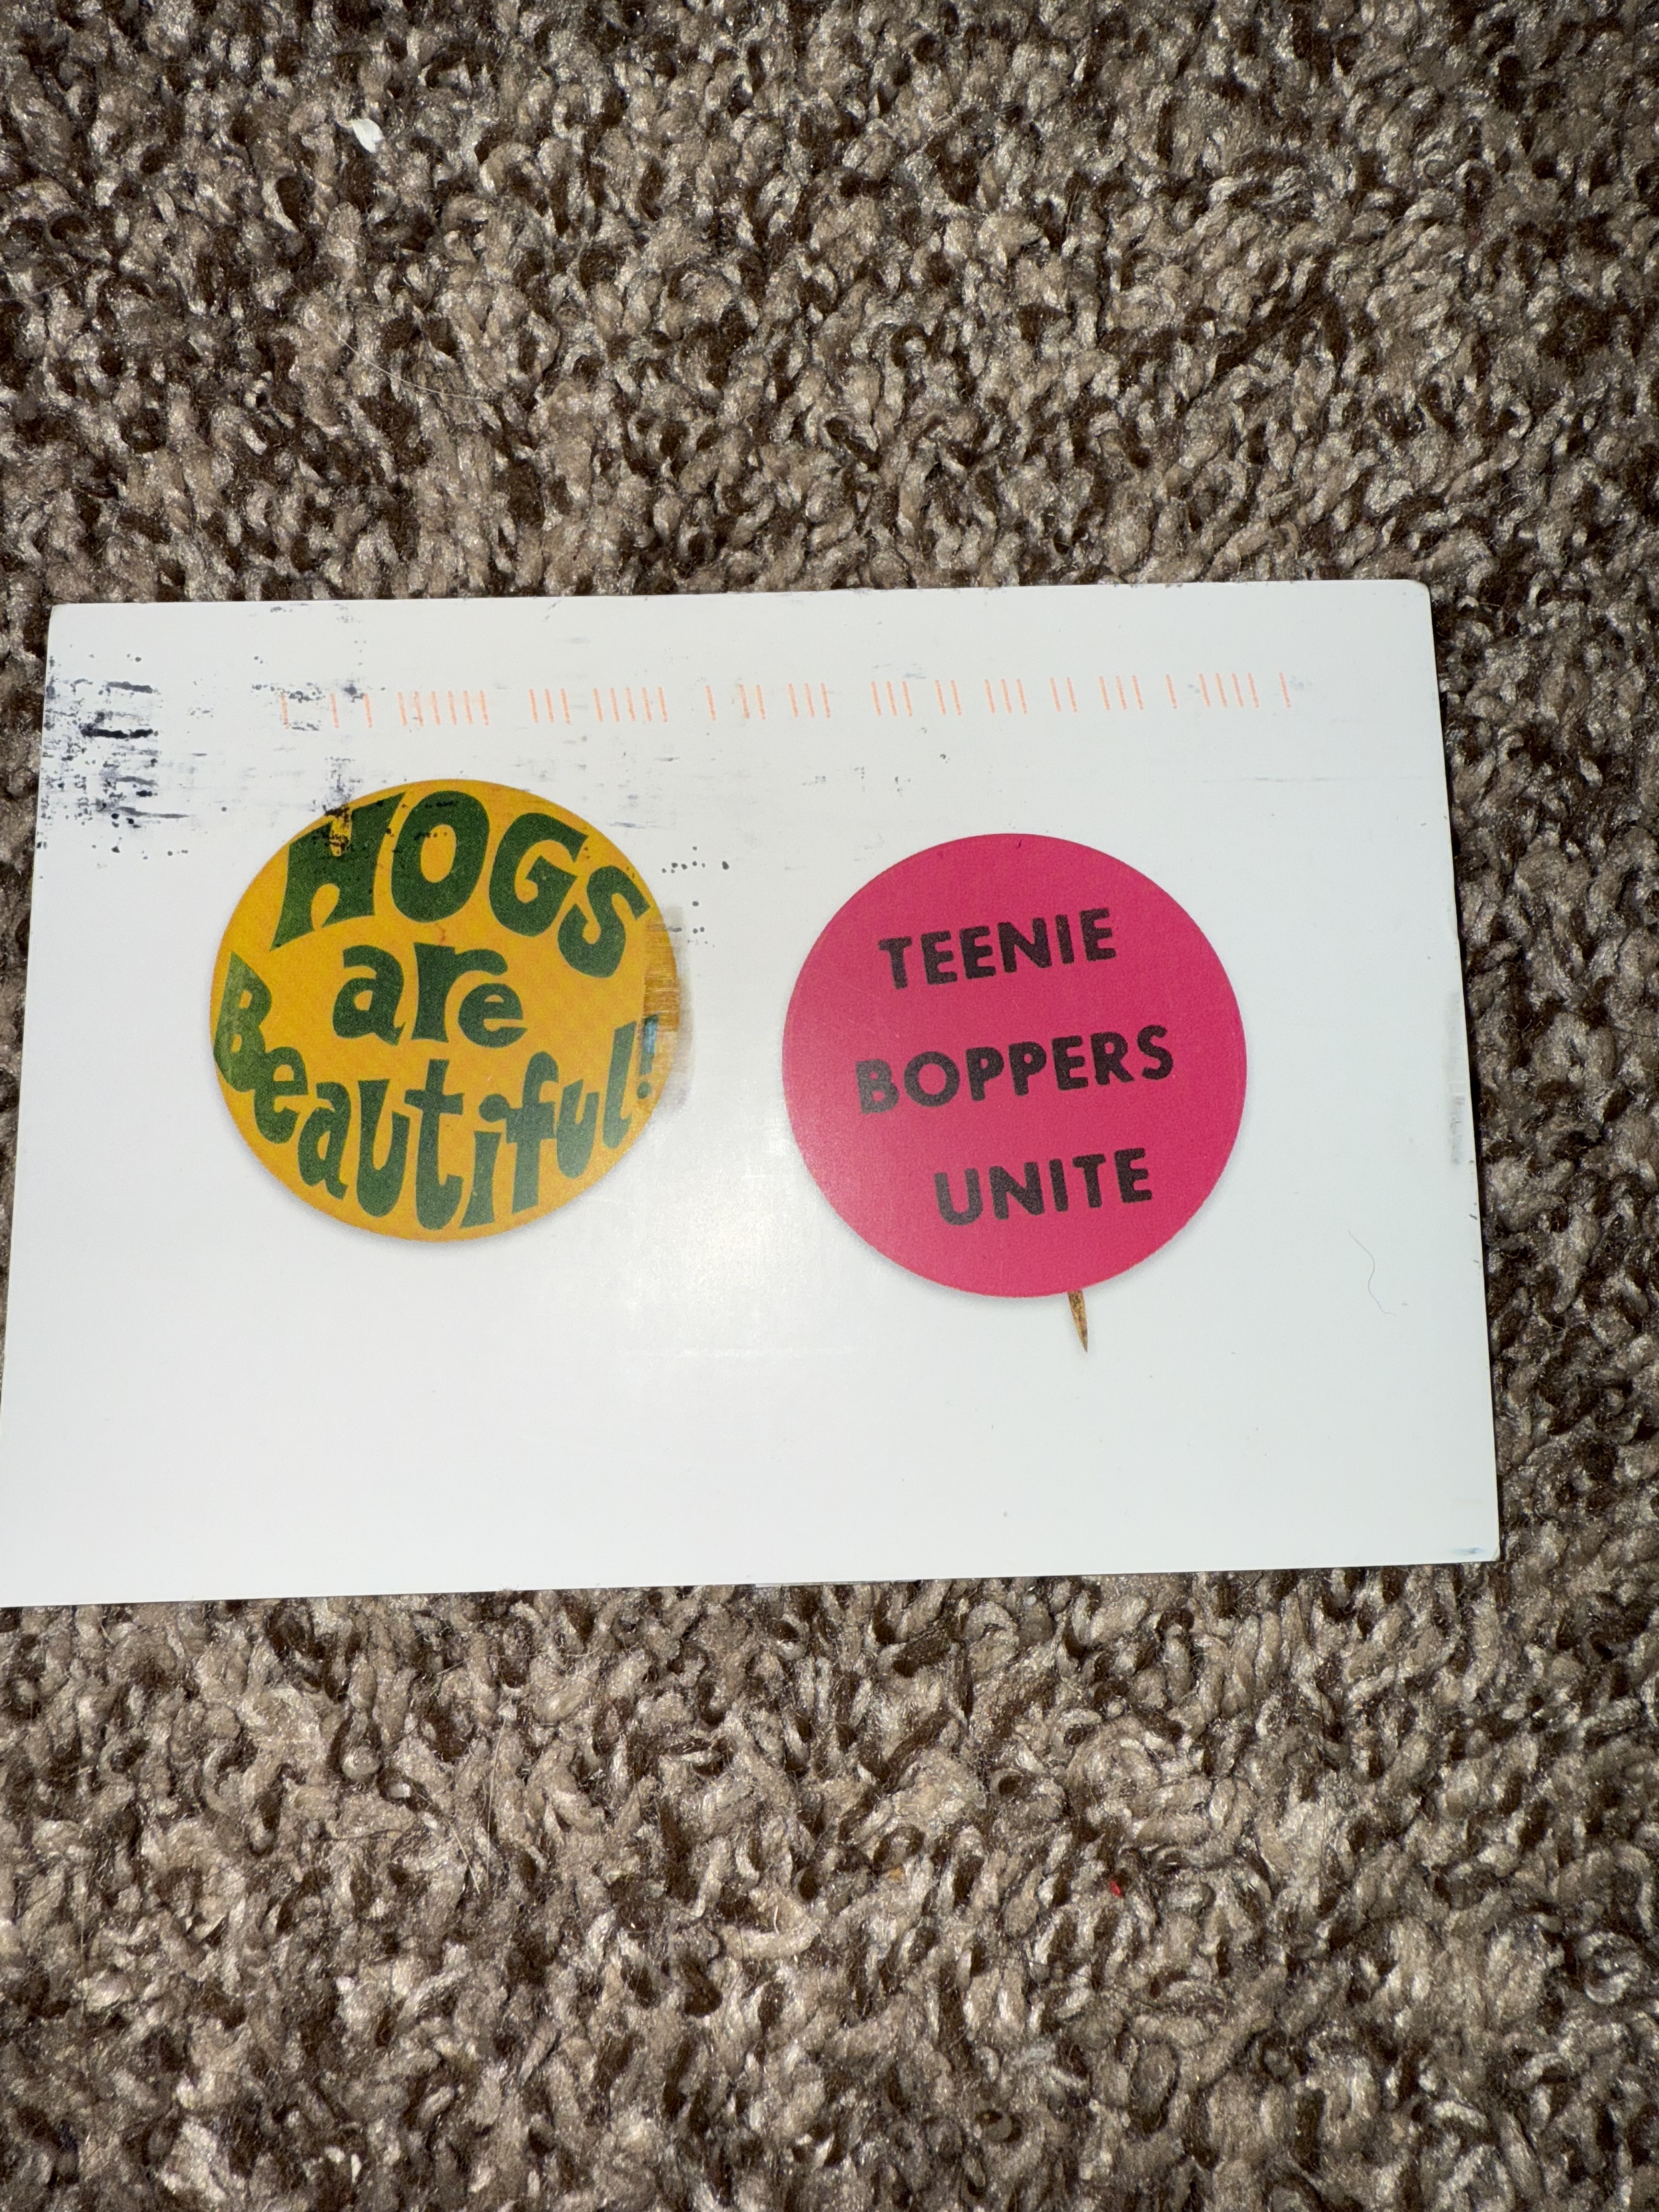 HOGS
are
Beautiful!
TEENIE
BOPPERS
UNITE